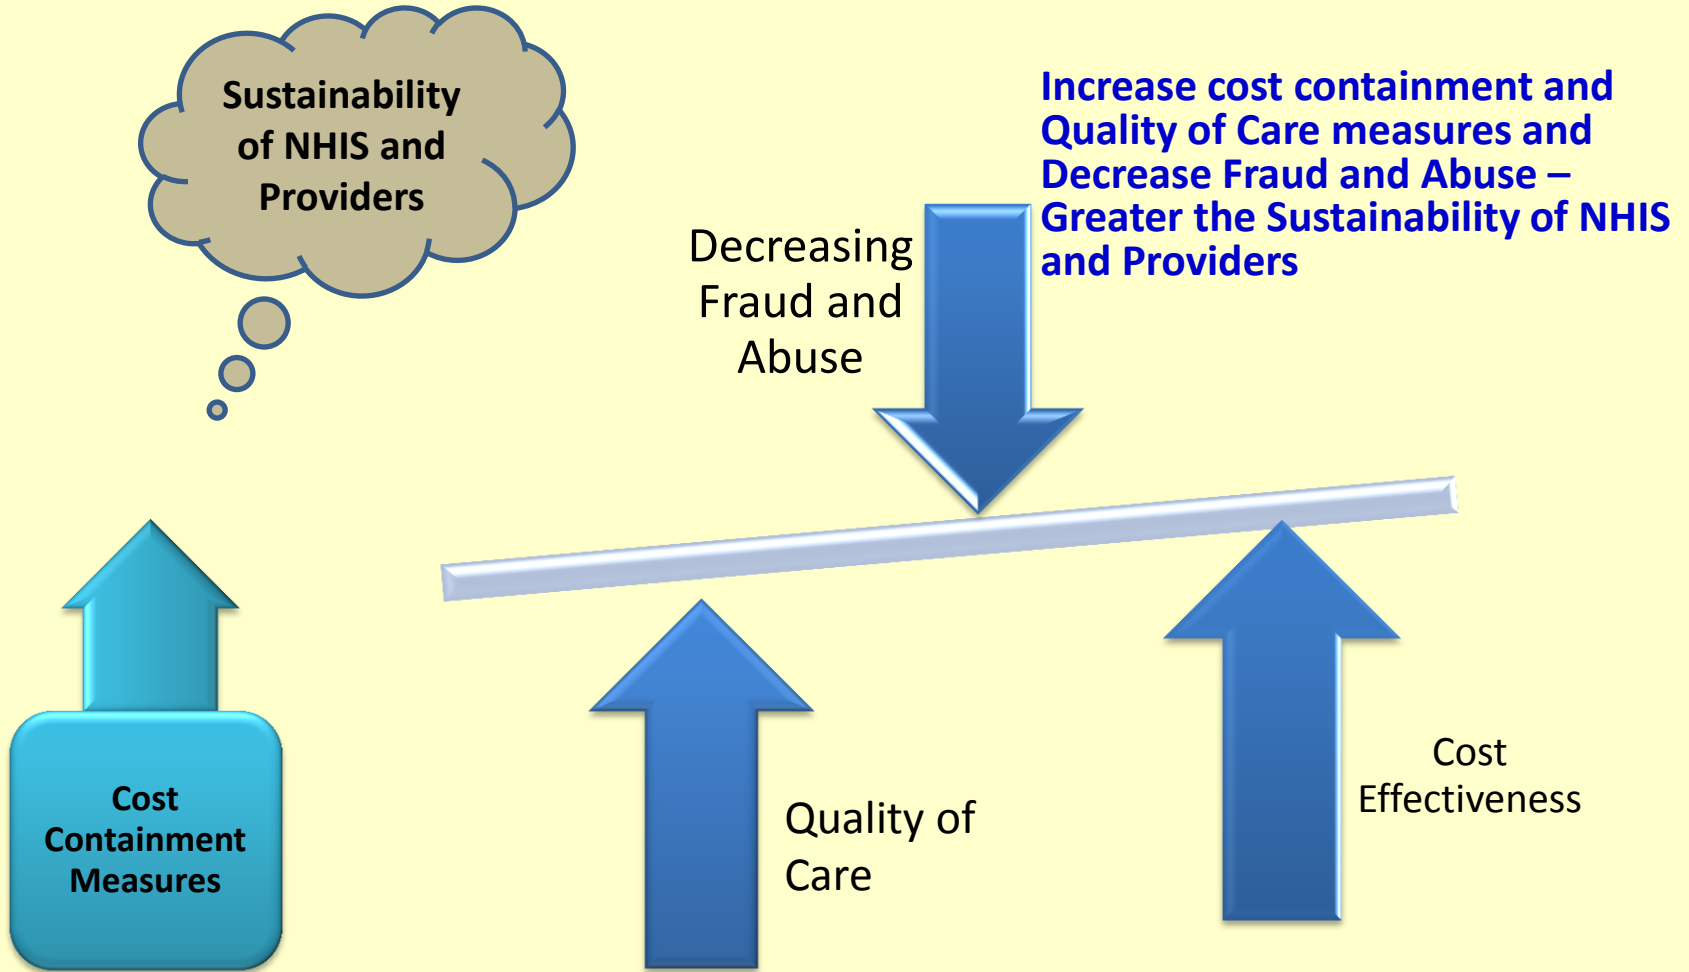 Sustainability
of NHIS and
Providers
Increase cost containment and
Quality of Care measures and
Decrease Fraud and Abuse –
Greater the Sustainability of NHIS
and Providers
Decreasing
Fraud and
Abuse
Cost
Containment
Measures
Quality of
Care
Cost
Effectiveness